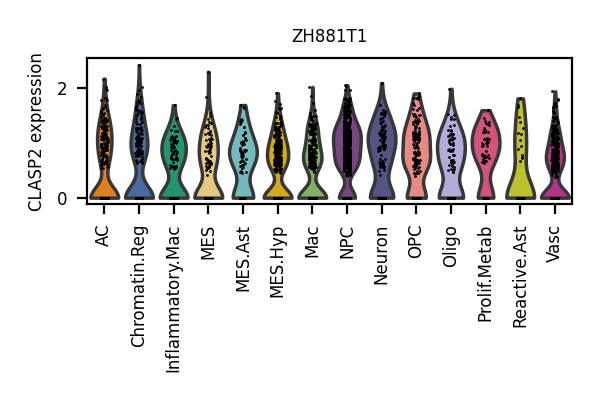 ZH881T1
CLASP2 expression
2
0
AC
Chromatin.Reg
Inflammatory.Mac
MES
MES.Ast
MES.Hyp
Mac
NPC
Neuron
OPC
Oligo
Prolif.Metab
Reactive.Ast
Vasc